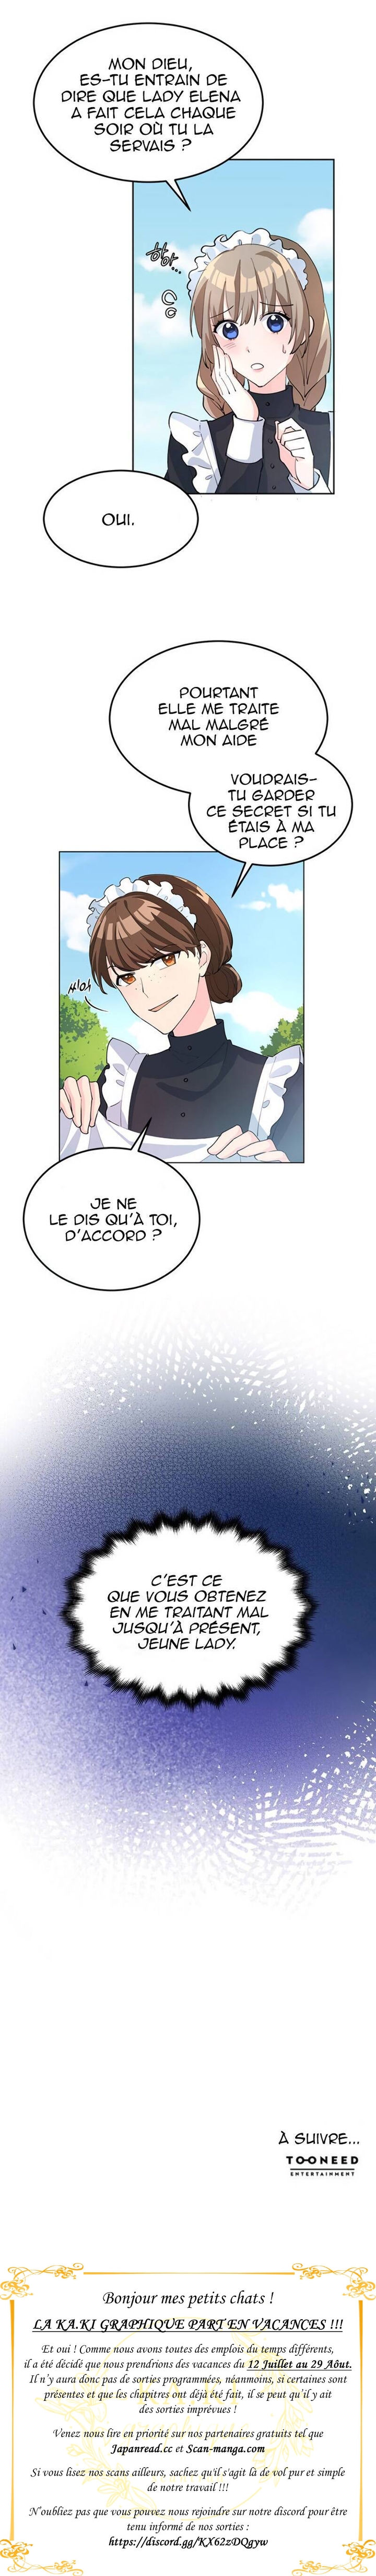 MON DIEU,
ES-TU ENTRAIN DE
DIRE QUE LADY ELENA
A FAIT CELA CHAQUE
SOIR OÙ TU LA
SERVAIS ?
OUI.
POURTANT
ELLE ME TRAITE
MAL MALGRÉ
MON AIDE
VOUDRAIS-
TU GARDER
CE SECRET SI TU
ÉTAIS À MA
PLACE ?
JE NE
LE DIS QU'À TOI,
D'ACCORD ?
C'EST CE
QUE VOUS OBTENEZ
EN ME TRAITANT MAL
JUSQU'À PRÉSENT,
JEUNE LADY.
À SUIVRE...
TOONEED
ENTERTAINMENT
Bonjour mes petits chats !
LA KA.KI GRAPHIQUE PART EN VACANCES !!!
Et oui ! Comme nous avons toutes des emplois du temps différents,
il a été décidé que nous prendrions des vacances du 12 Juillet au 29 Aôut.
Il n'y aura donc pas de sorties programmées, néanmoins, si certaines sont
présentes et que les chapitres ont déjà été fait, il se peut qu'il y ait
des sorties imprévues !
Venez nous lire en priorité sur nos partenaires gratuits tel que
Japanread.cc et Scan-manga.com
Si vous lisez nos scans ailleurs, sachez qu'il s'agit là de vol pur et simple
de notre travail !!!
N'oubliez pas que vous pouvez nous rejoindre sur notre discord pour être
tenu informé de nos sorties :
https://discord.gg/KX62zDQgyw